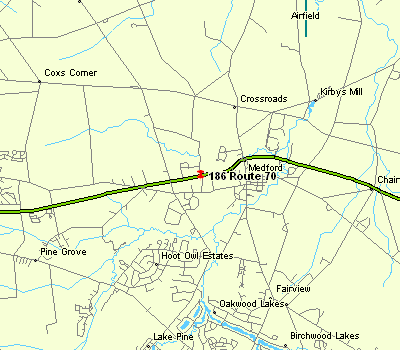 Airfield
Coxs Corner
Kirbys Mill
Crossroads
Medford
186 Route 70
Chair
Pine Grove
Hoot Owl Estates
Fairview
Oakwood Lakes
Lake Pine
Birchwood Lakes